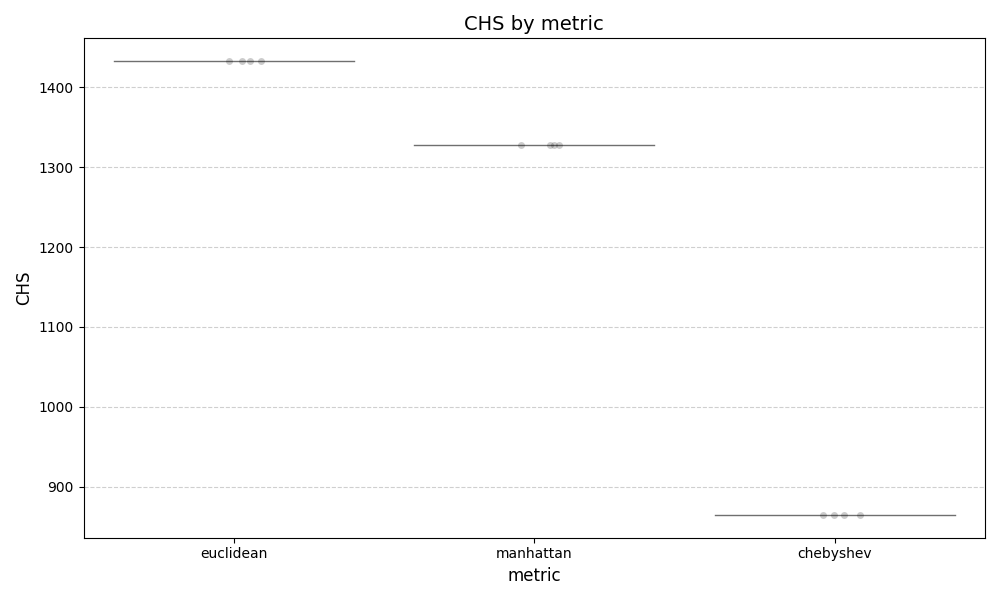 CHS by metric
CHS
1400
1300
1200
1100
1000
900
euclidean
manhattan
chebyshev
metric